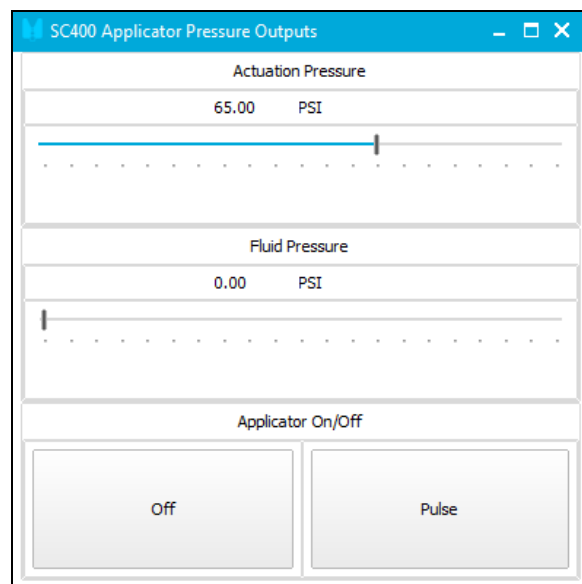 SC400 Applicator Pressure Outputs
Actuation Pressure
65.00 PSI
Fluid Pressure
0.00 PSI
Applicator On/Off
Off Pulse